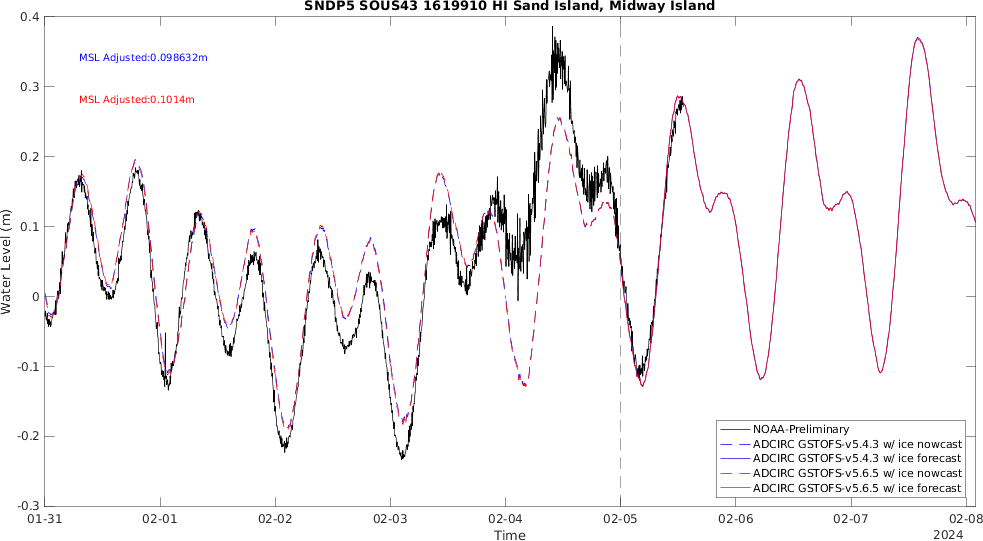 SNDP5 SOUS43 1619910 HI Sand Island, Midway Island
MSL Adjusted:0.098632m
MSL Adjusted:0.1014m
Water Level (m)
0.4
0.3
0.2
0.1
0
-0.1
-0.2
-0.3
NOAA-Preliminary
ADCIRC GSTOFS-v5.4.3 w/ ice nowcast
ADCIRC GSTOFS-v5.4.3 w/ ice forecast
ADCIRC GSTOFS-v5.6.5 w/ ice nowcast
ADCIRC GSTOFS-v5.6.5 w/ ice forecast
01-31 02-01 02-02 02-03 02-04 02-05 02-06 02-07 02-08
Time
2024